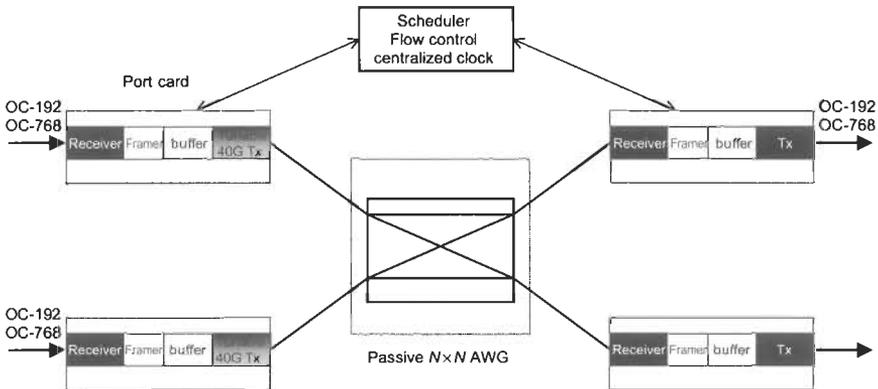 Scheduler
Flow control
centralized clock
Port card
OC-192
OC-768
Receiver Framer buffer 40G Tx
OC-192
OC-768
Receiver Framer buffer Tx
OC-192
OC-768
Receiver Framer buffer 40G Tx
Receiver Framer buffer Tx
Passive N×N AWG